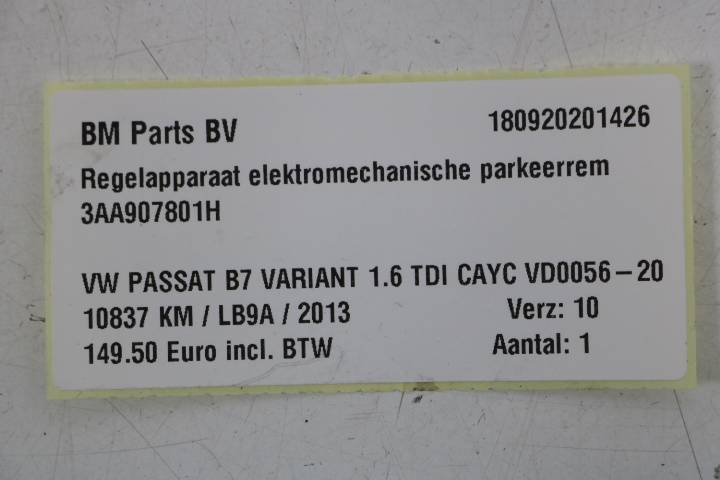 BM Parts BV 180920201426
Regelapparaat elektromechanische parkeerrem
3AA907801H
VW PASSAT B7 VARIANT 1.6 TDI CAYC VD0056-20
10837 KM / LB9A / 2013 Verz: 10
149.50 Euro incl. BTW Aantal: 1